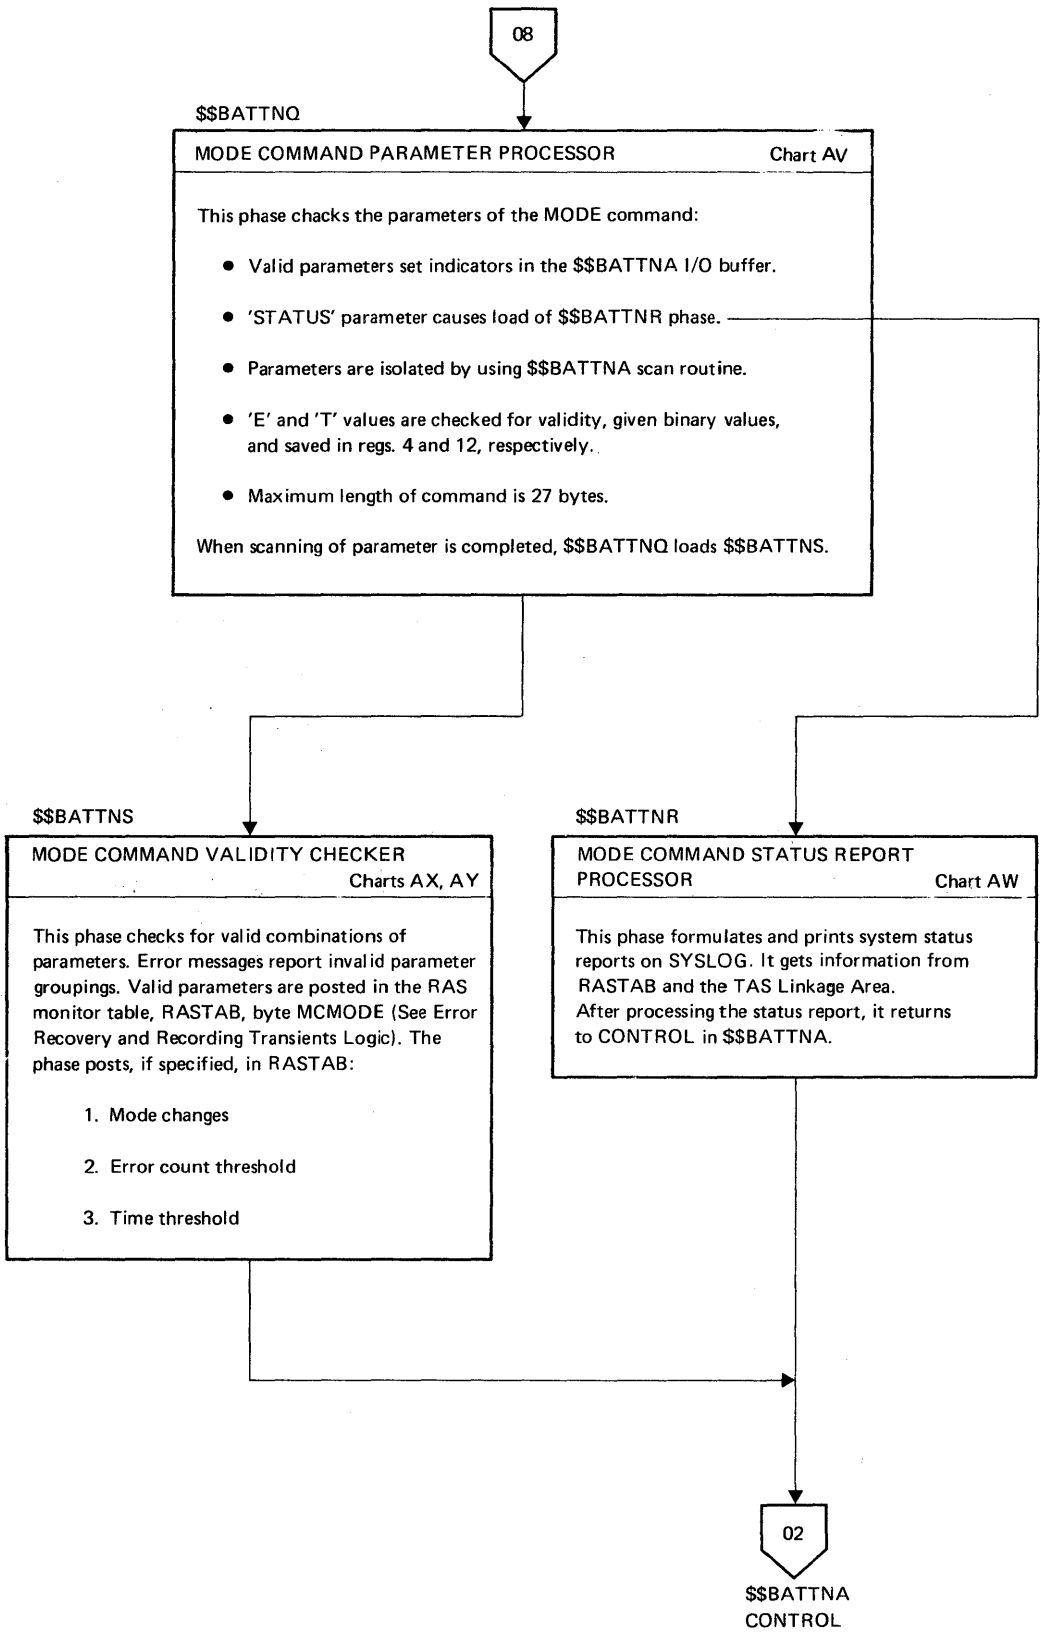 08
$$BATTNQ
MODE COMMAND PARAMETER PROCESSOR Chart AV
This phase chacks the parameters of the MODE command:
● Valid parameters set indicators in the $$BATTNA I/O buffer.
● 'STATUS' parameter causes load of $$BATTNR phase.
● Parameters are isolated by using $$BATTNA scan routine.
● 'E' and 'T' values are checked for validity, given binary values,
and saved in regs. 4 and 12, respectively.
● Maximum length of command is 27 bytes.
When scanning of parameter is completed, $$BATTNQ loads $$BATTNS.
$$BATTNS
MODE COMMAND VALIDITY CHECKER
Charts AX, AY
This phase checks for valid combinations of
parameters. Error messages report invalid parameter
groupings. Valid parameters are posted in the RAS
monitor table, RASTAB, byte MCMODE (See Error
Recovery and Recording Transients Logic). The
phase posts, if specified, in RASTAB:
1. Mode changes
2. Error count threshold
3. Time threshold
$$BATTNR
MODE COMMAND STATUS REPORT
PROCESSOR Chart AW
This phase formulates and prints system status
reports on SYSLOG. It gets information from
RASTAB and the TAS Linkage Area.
After processing the status report, it returns
to CONTROL in $$BATTNA.
02
$$BATTNA
CONTROL